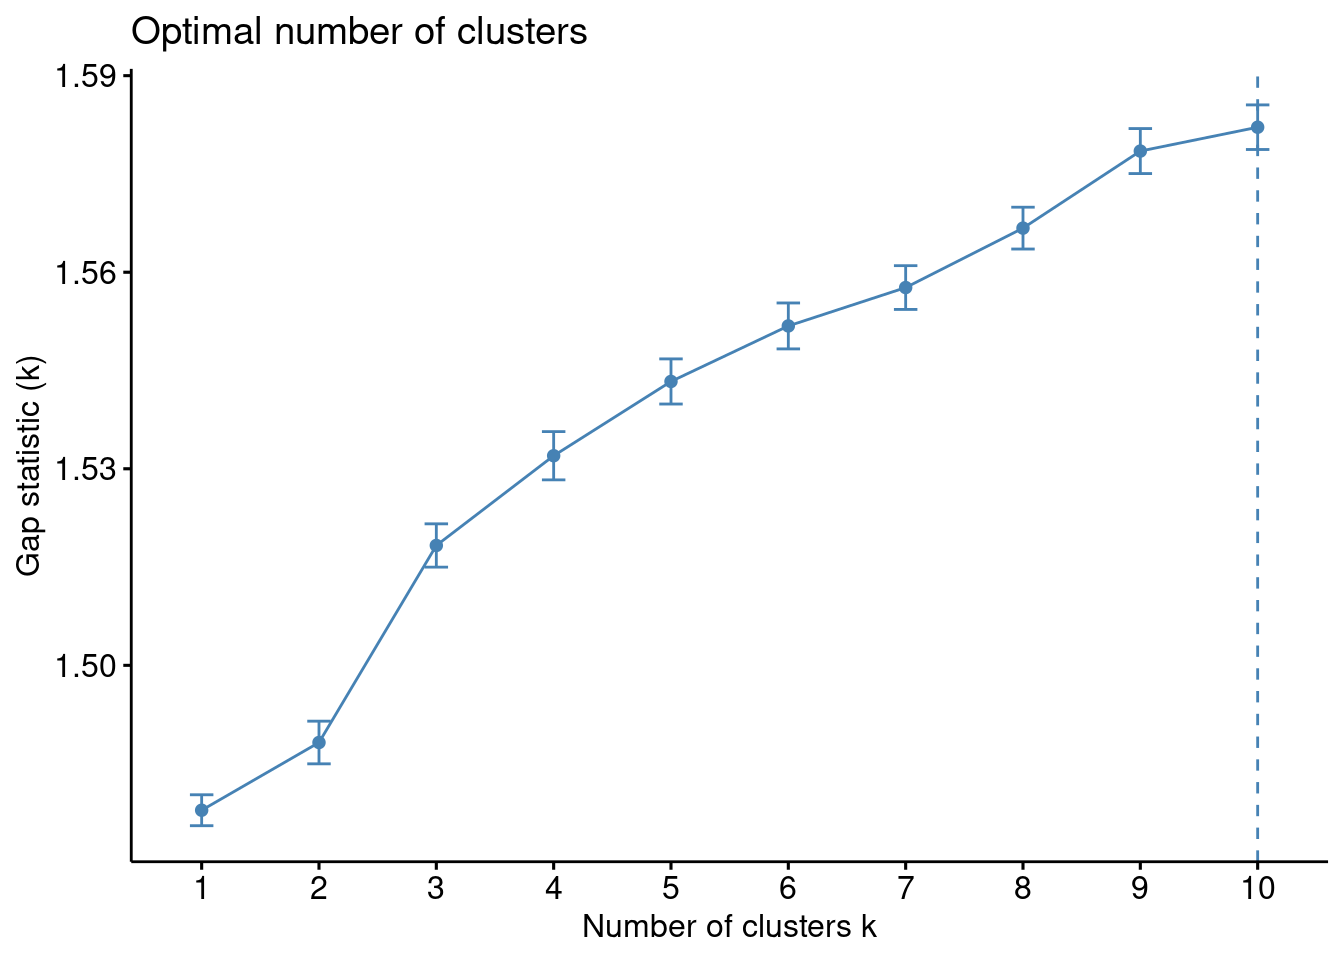 Optimal number of clusters
1.59
1.56
1.53
1.50
Gap statistic (k)
1 2 3 4 5 6 7 8 9 10
Number of clusters k